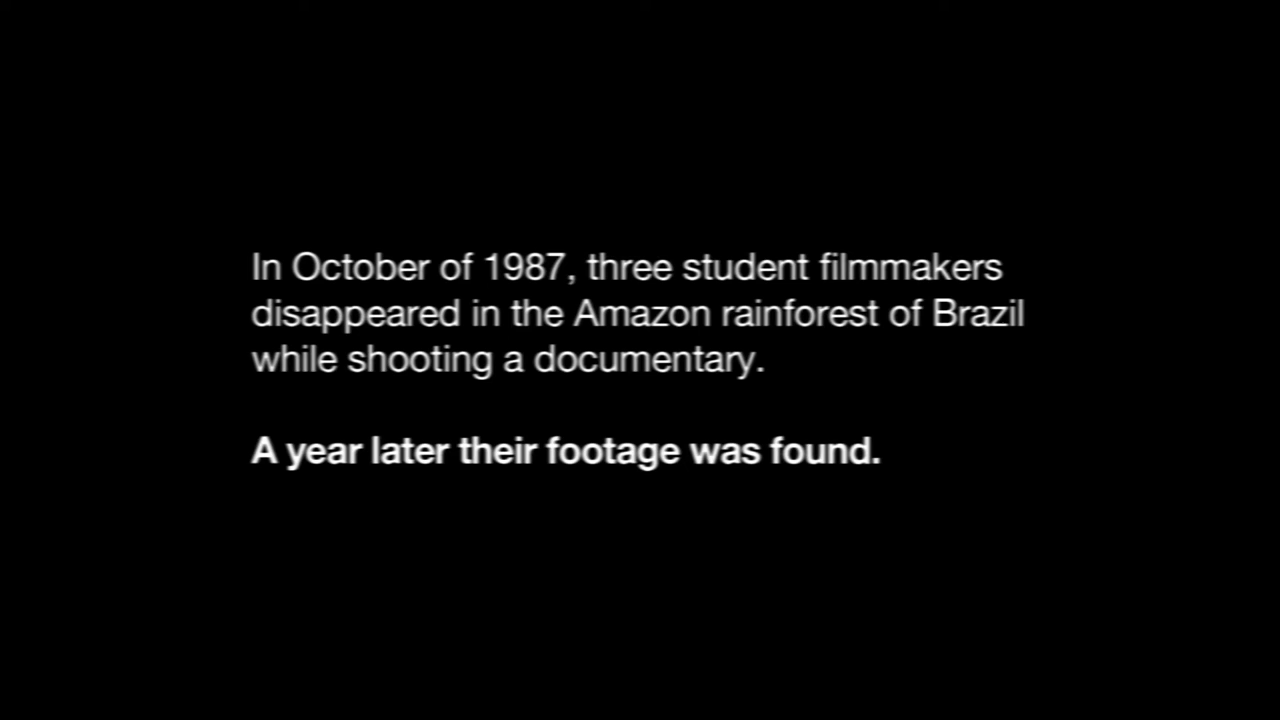 In October of 1987, three student filmmakers
disappeared in the Amazon rainforest of Brazil
while shooting a documentary.
A year later their footage was found.